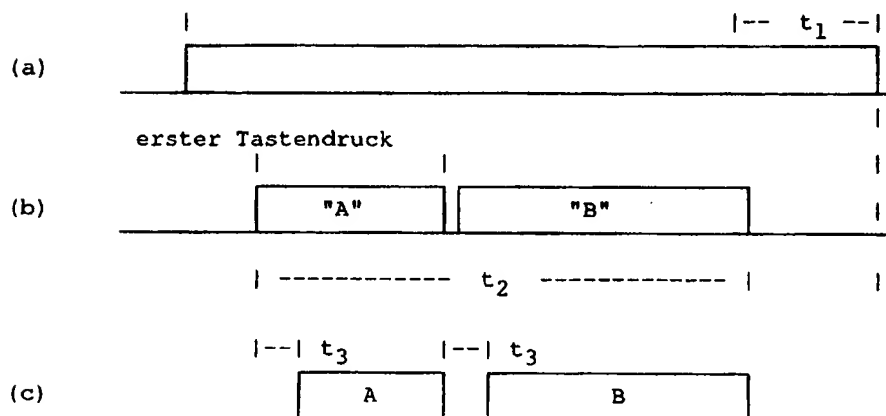 |-- t1 --|
(a)
erster Tastendruck
(b) "A" "B"
|----------- t2 -----------|
|--| t3 |--| t3
(c) A B